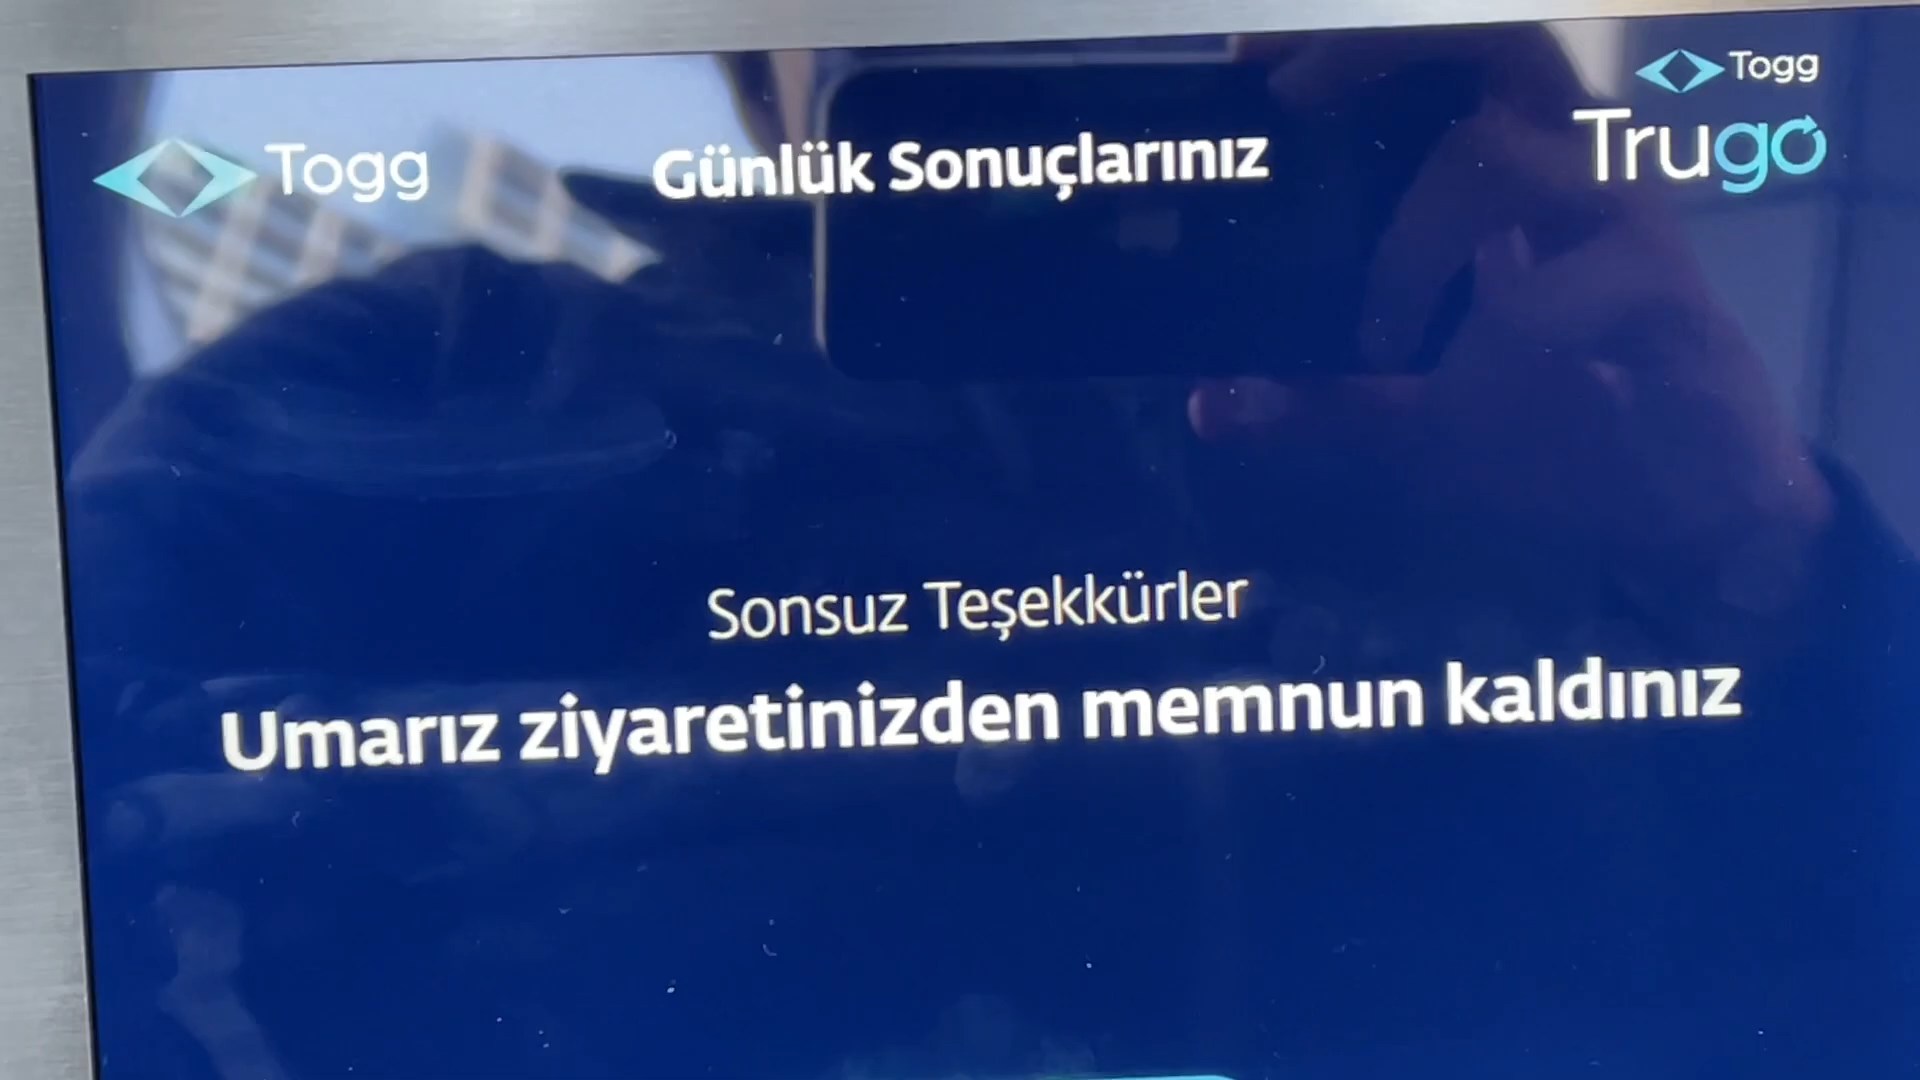 Togg
Togg
Günlük Sonuçlarınız
Trugo
Sonsuz Teşekkürler
Umarız ziyaretinizden memnun kaldınız